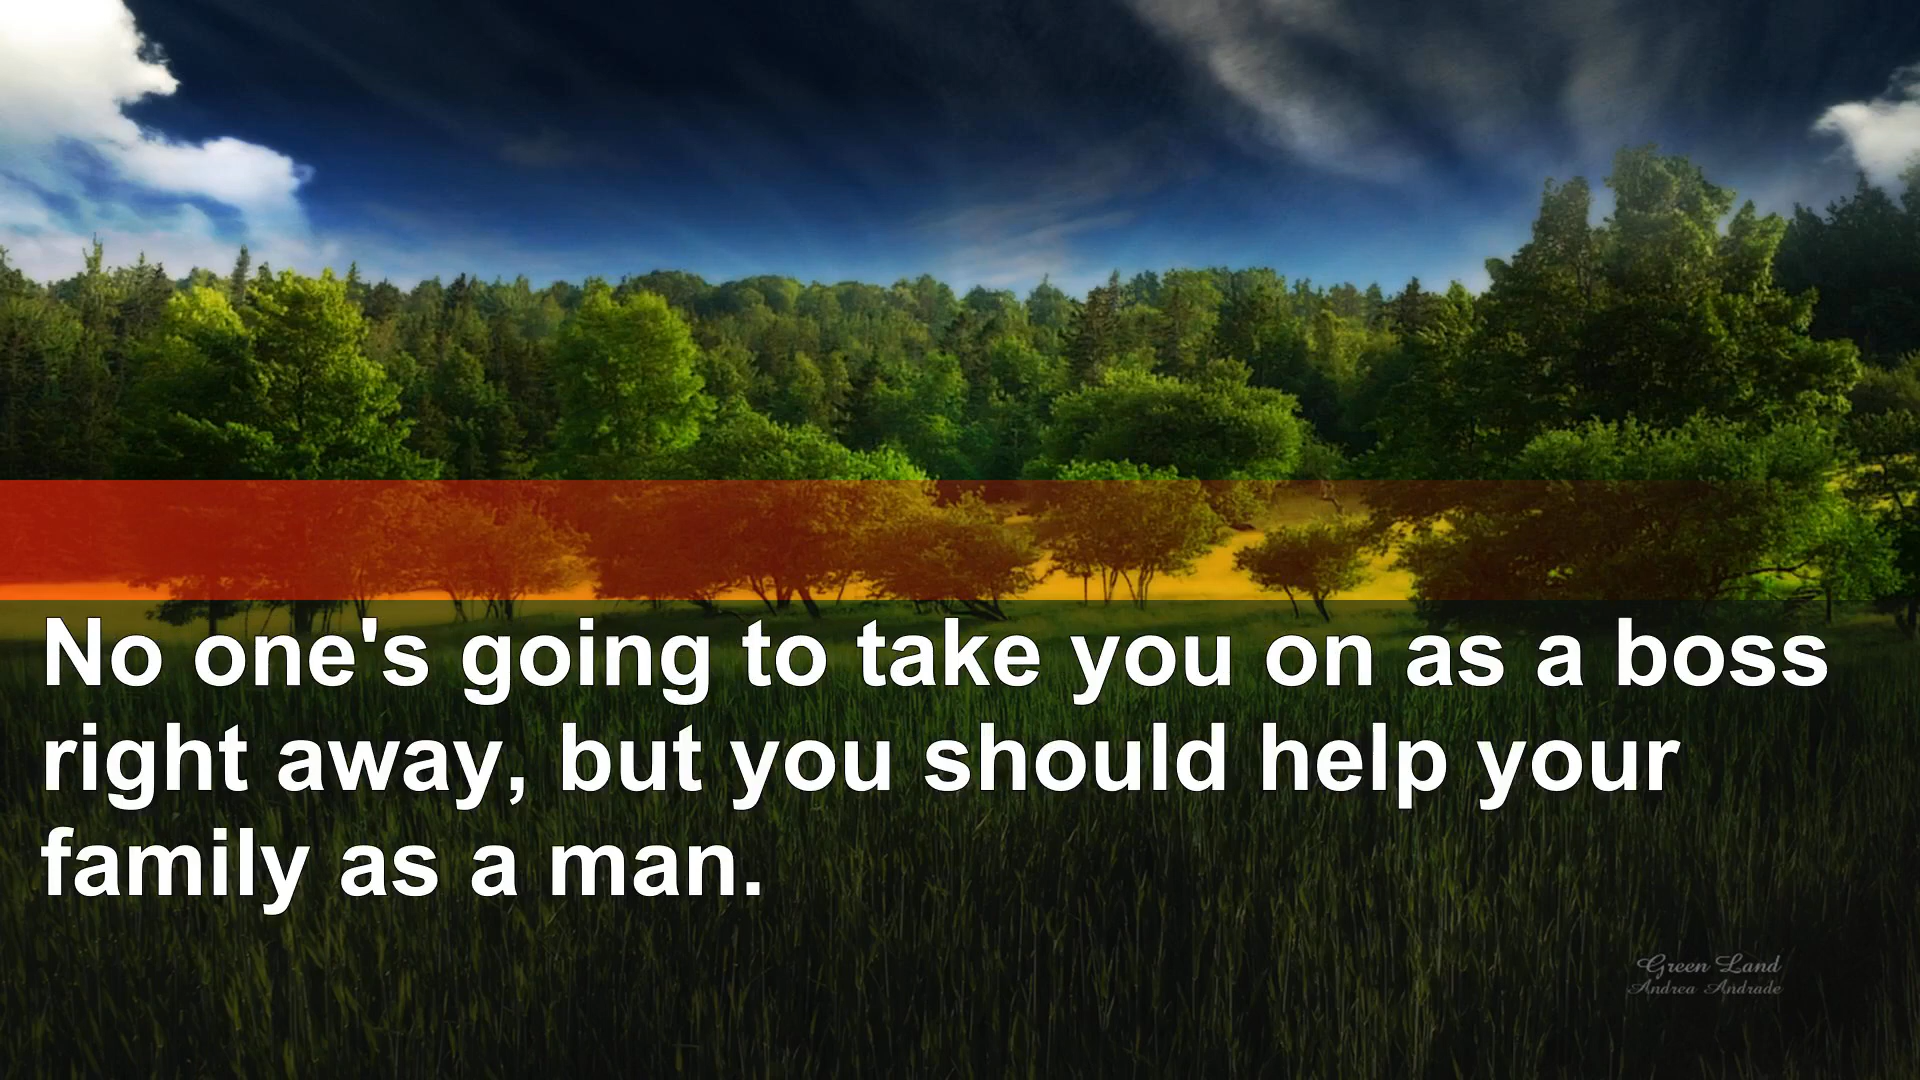 No one's going to take you on as a boss
right away, but you should help your
family as a man.
Green Land
Andrea Andrade